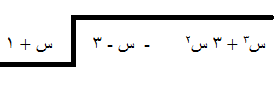 س٣ + ٣ س٢ - س - ٣ س + ١